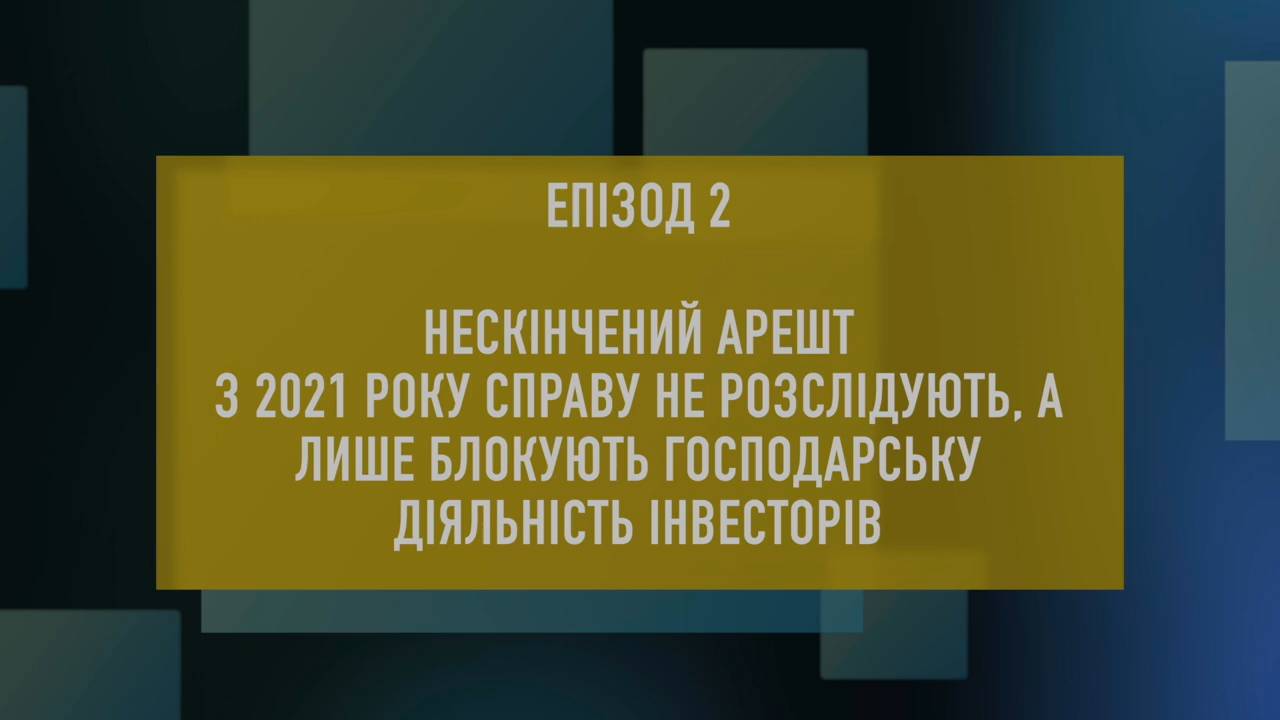 ЕПІЗОД 2
НЕСКІНЧЕНИЙ АРЕШТ
З 2021 РОКУ СПРАВУ НЕ РОЗСЛІДУЮТЬ, А
ЛИШЕ БЛОКУЮТЬ ГОСПОДАРСЬКУ
ДІЯЛЬНІСТЬ ІНВЕСТОРІВ